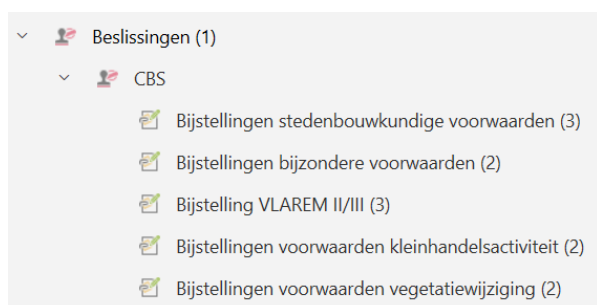 Beslissingen (1)
CBS
Bijstellingen stedenbouwkundige voorwaarden (3)
Bijstellingen bijzondere voorwaarden (2)
Bijstelling VLAREM II/III (3)
Bijstellingen voorwaarden kleinhandelsactiviteit (2)
Bijstellingen voorwaarden vegetatiewijziging (2)